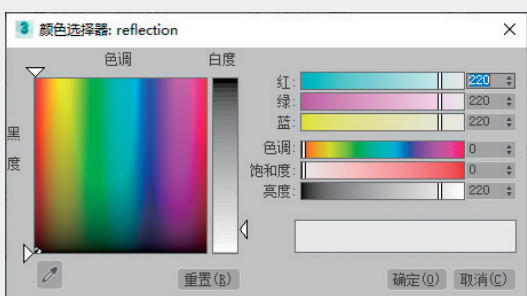 3 颜色选择器: reflection
色调 白度
黑
度
红: 220
绿: 220
蓝: 220
色调: 0
饱和度: 0
亮度: 220
重置(R) 确定(O) 取消(C)